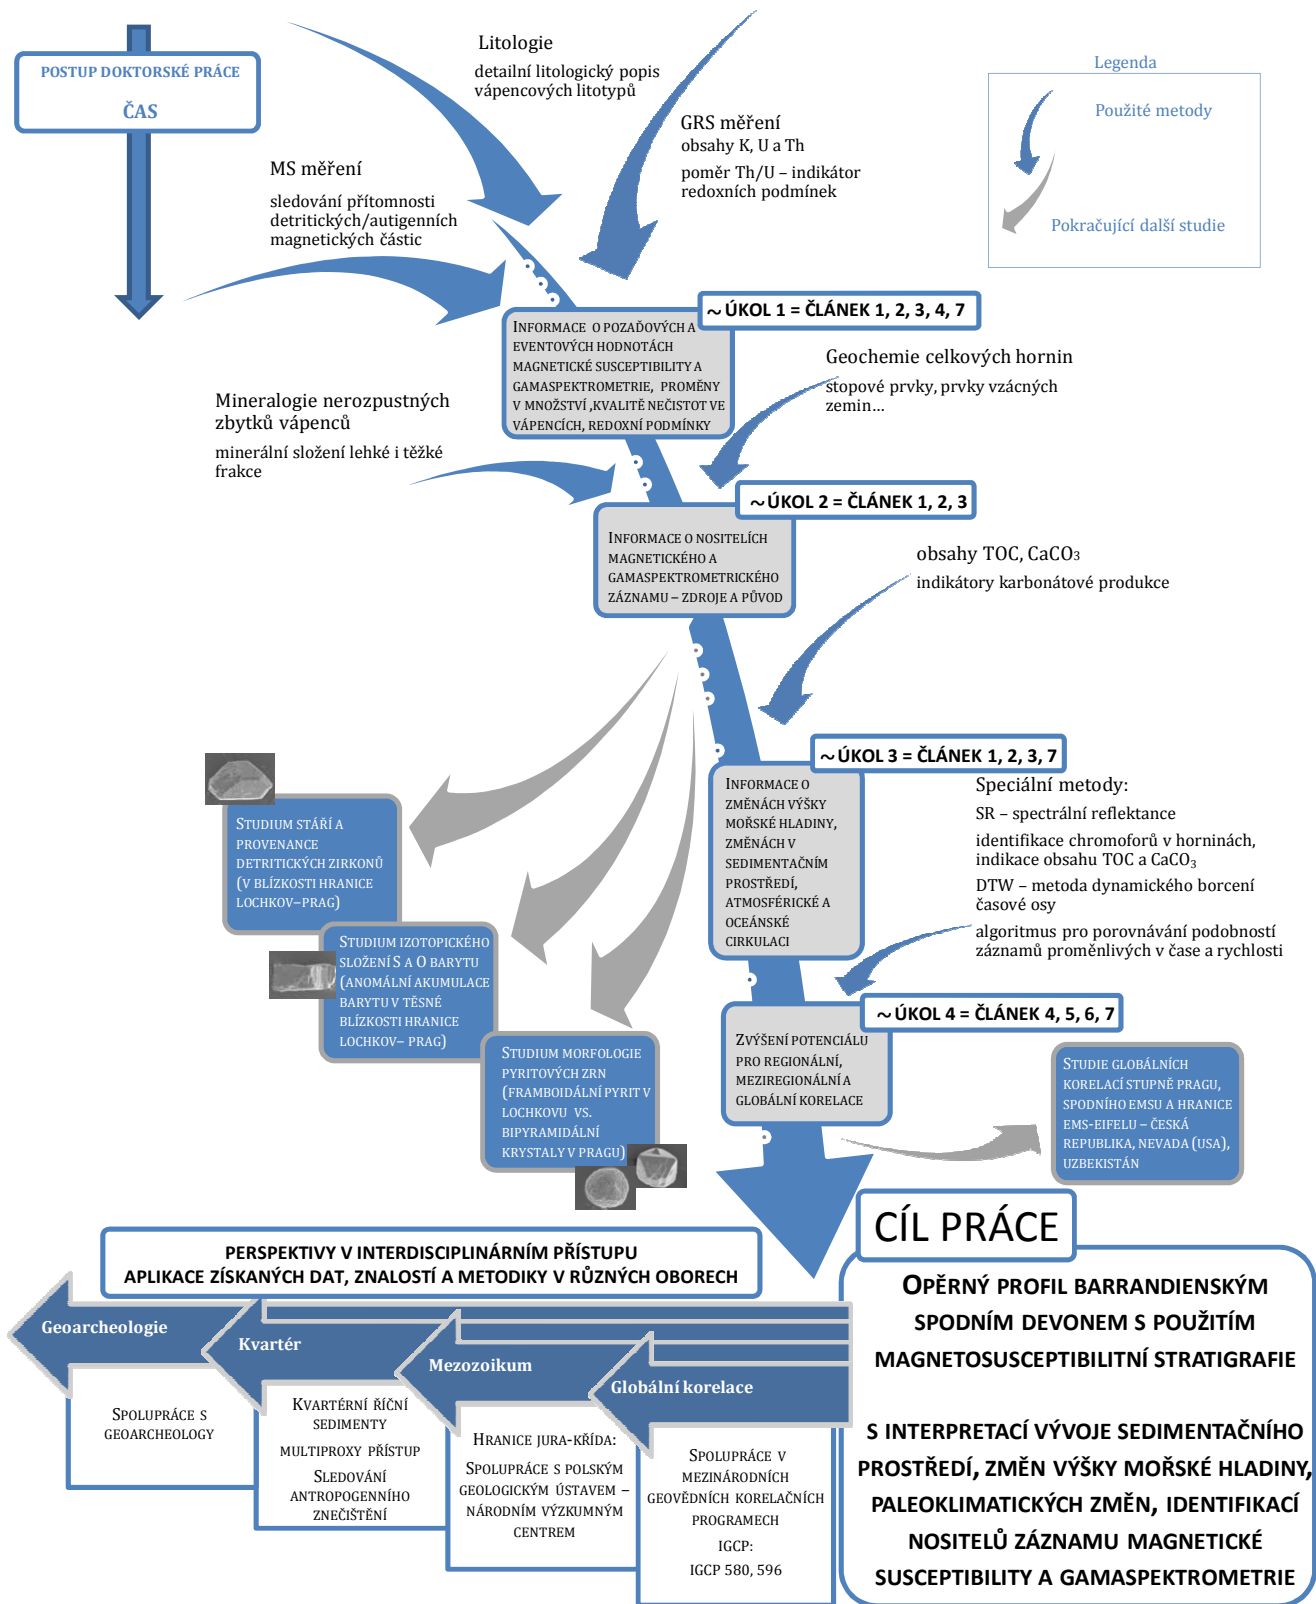 POSTUP DOKTORSKÉ PRÁCE
ČAS
Litologie
detailní litologický popis
vápencových litotypů
Legenda
Použité metody
Pokračující další studie
GRS měření
obsahy K, U a Th
poměr Th/U – indikátor
redoxních podmínek
MS měření
sledování přítomnosti
detritických/autigenních
magnetických částic
~ ÚKOL 1 = ČLÁNEK 1, 2, 3, 4, 7
INFORMACE O POZAĎOVÝCH A
EVENTOVÝCH HODNOTÁCH
MAGNETICKÉ SUSCEPTIBILITY A
GAMASPEKTROMETRIE, PROMĚNY
V MNOŽSTVÍ ,KVALITĚ NEČISTOT VE
VÁPENCÍCH, REDOXNÍ PODMÍNKY
Geochemie celkových hornin
stopové prvky, prvky vzácných
zemin...
Mineralogie nerozpustných
zbytků vápenců
minerální složení lehké i těžké
frakce
~ ÚKOL 2 = ČLÁNEK 1, 2, 3
INFORMACE O NOSITELÍCH
MAGNETICKÉHO A
GAMASPEKTROMETRICKÉHO
ZÁZNAMU – ZDROJE A PŮVOD
obsahy TOC, CaCO3
indikátory karbonátové produkce
~ ÚKOL 3 = ČLÁNEK 1, 2, 3, 7
INFORMACE O
ZMĚNÁCH VÝŠKY
MOŘSKÉ HLADINY,
ZMĚNÁCH V
SEDIMENTAČNÍM
PROSTŘEDÍ,
ATMOSFÉRICKÉ A
OCEÁNSKÉ
CIRKULACI
Speciální metody:
SR – spektrální reflektance
identifikace chromoforů v horninách,
indikace obsahu TOC a CaCO3
DTW – metoda dynamického borcení
časové osy
algoritmus pro porovnávání podobností
záznamů proměnlivých v čase a rychlosti
STUDIUM STÁŘÍ A
PROVENANCE
DETRITICKÝCH ZIRKONŮ
(V BLÍZKOSTI HRANICE
LOCHKOV–PRAG)
STUDIUM IZOTOPICKÉHO
SLOŽENÍ S A O BARYTU
(ANOMÁLNÍ AKUMULACE
BARYTU V TĚSNÉ
BLÍZKOSTI HRANICE
LOCHKOV– PRAG)
STUDIUM MORFOLOGIE
PYRITOVÝCH ZRN
(FRAMBOIDÁLNÍ PYRIT V
LOCHKOVU VS.
BIPYRAMIDÁLNÍ
KRYSTALY V PRAGU)
~ ÚKOL 4 = ČLÁNEK 4, 5, 6, 7
ZVÝŠENÍ POTENCIÁLU
PRO REGIONÁLNÍ,
MEZIREGIONÁLNÍ A
GLOBÁLNÍ KORELACE
STUDIE GLOBÁLNÍCH
KORELACÍ STUPNĚ PRAGU,
SPODNÍHO EMSU A HRANICE
EMS-EIFELU – ČESKÁ
REPUBLIKA, NEVADA (USA),
UZBEKISTÁN
CÍL PRÁCE
OPĚRNÝ PROFIL BARRANDIENSKÝM
SPODNÍM DEVONEM S POUŽITÍM
MAGNETOSUSCEPTIBILITNÍ STRATIGRAFIE
S INTERPRETACÍ VÝVOJE SEDIMENTAČNÍHO
PROSTŘEDÍ, ZMĚN VÝŠKY MOŘSKÉ HLADINY,
PALEOKLIMATICKÝCH ZMĚN, IDENTIFIKACÍ
NOSITELŮ ZÁZNAMU MAGNETICKÉ
SUSCEPTIBILITY A GAMASPEKTROMETRIE
PERSPEKTIVY V INTERDISCIPLINÁRNÍM PŘÍSTUPU
APLIKACE ZÍSKANÝCH DAT, ZNALOSTÍ A METODIKY V RŮZNÝCH OBORECH
Geoarcheologie
Kvartér
Mezozoikum
Globální korelace
SPOLUPRÁCE S
GEOARCHEOLOGY
KVARTÉRNÍ ŘÍČNÍ
SEDIMENTY
MULTIPROXY PŘÍSTUP
SLEDOVÁNÍ
ANTROPOGENNÍHO
ZNEČIŠTĚNÍ
HRANICE JURA-KŘÍDA:
SPOLUPRÁCE S POLSKÝM
GEOLOGICKÝM ÚSTAVEM –
NÁRODNÍM VÝZKUMNÝM
CENTREM
SPOLUPRÁCE V
MEZINÁRODNÍCH
GEOVĚDNÍCH KORELAČNÍCH
PROGRAMECH
IGCP:
IGCP 580, 596